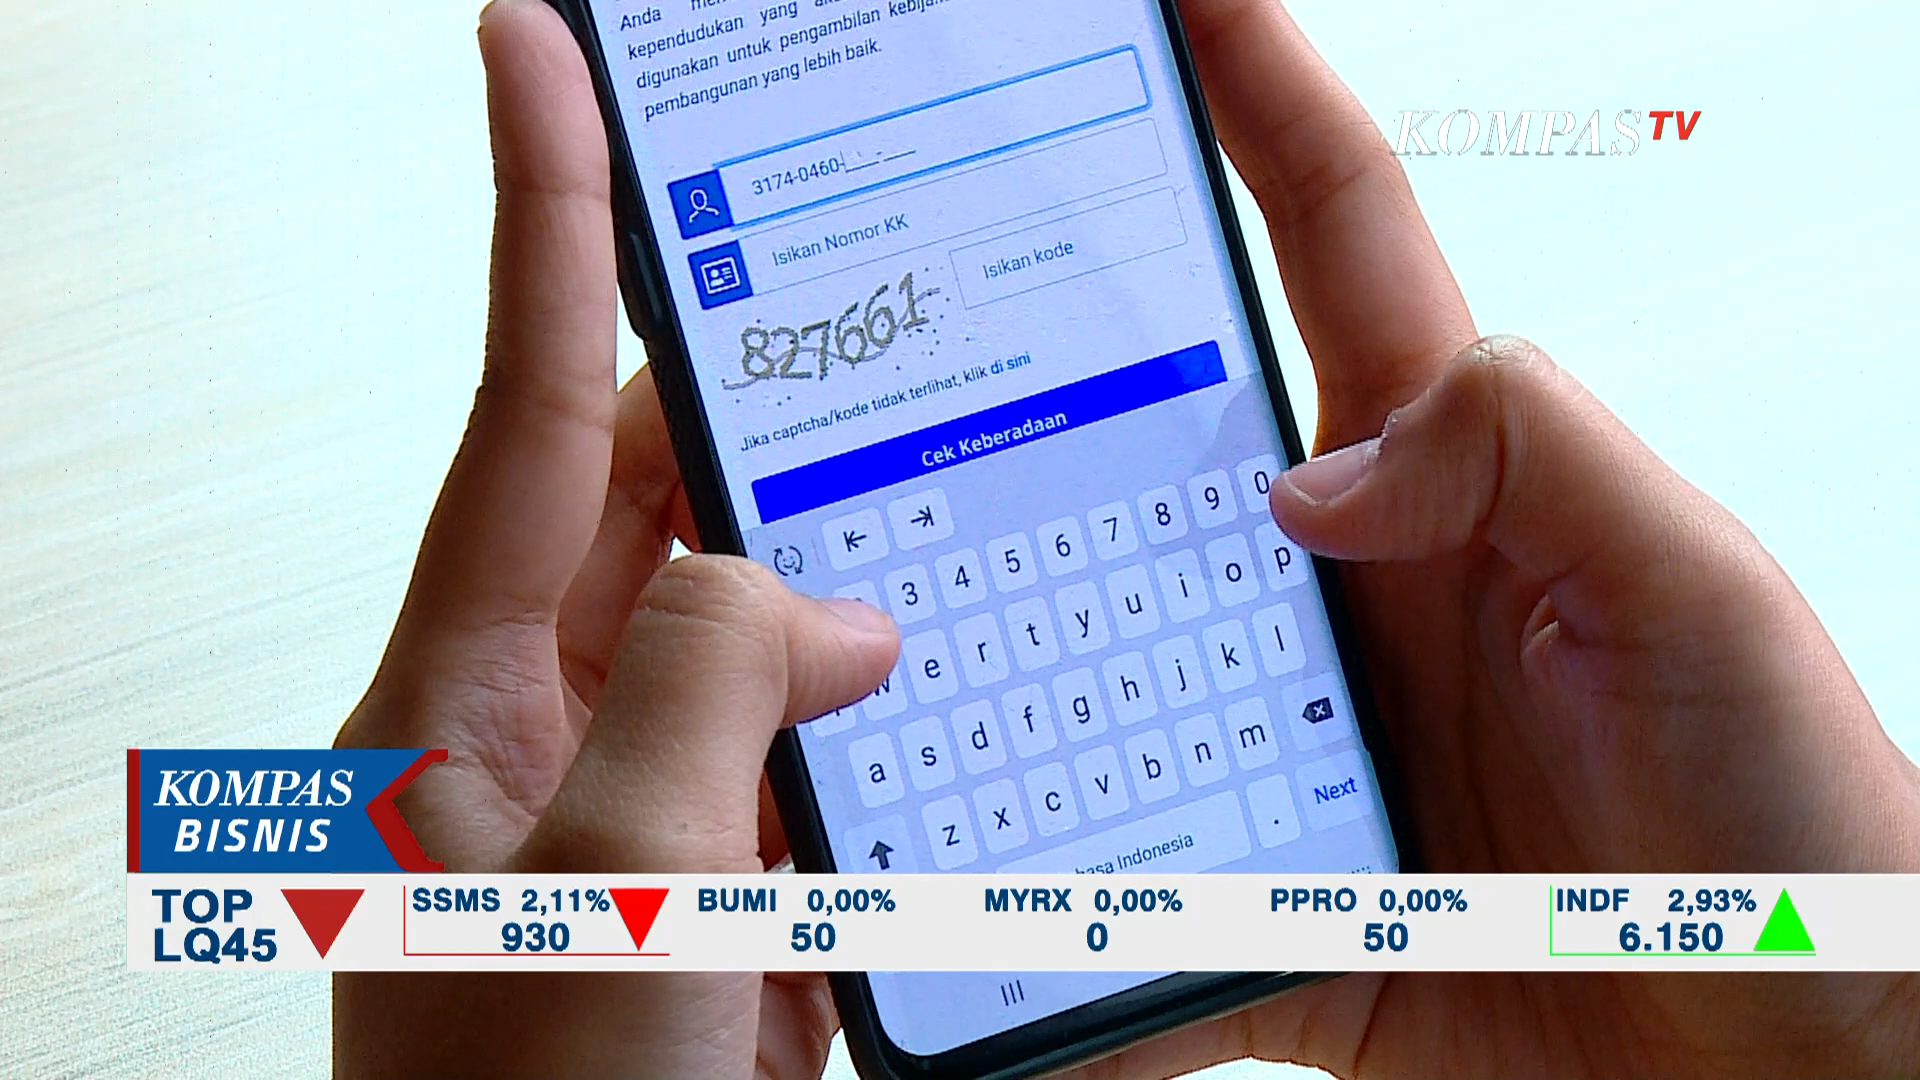 Anda
kependudukan yang
digunakan untuk pengambilan
pembangunan yang lebih baik.
KOMPAS TV
3174-0460-
Isikan Nomor KK
Isikan kode
827661
Jika captcha/kode tidak terlihat, klik di sini
Cek Keberadaan
3 4 5 6 7 8 9 0
w e r t y u i o p
a s d f g h j k l
z x c v b n m
Indonesia . Next
KOMPAS
BISNIS
TOP
LQ45
SSMS 2,11%
930
BUMI 0,00%
50
MYRX 0,00%
0
PPRO 0,00%
50
INDF 2,93%
6.150